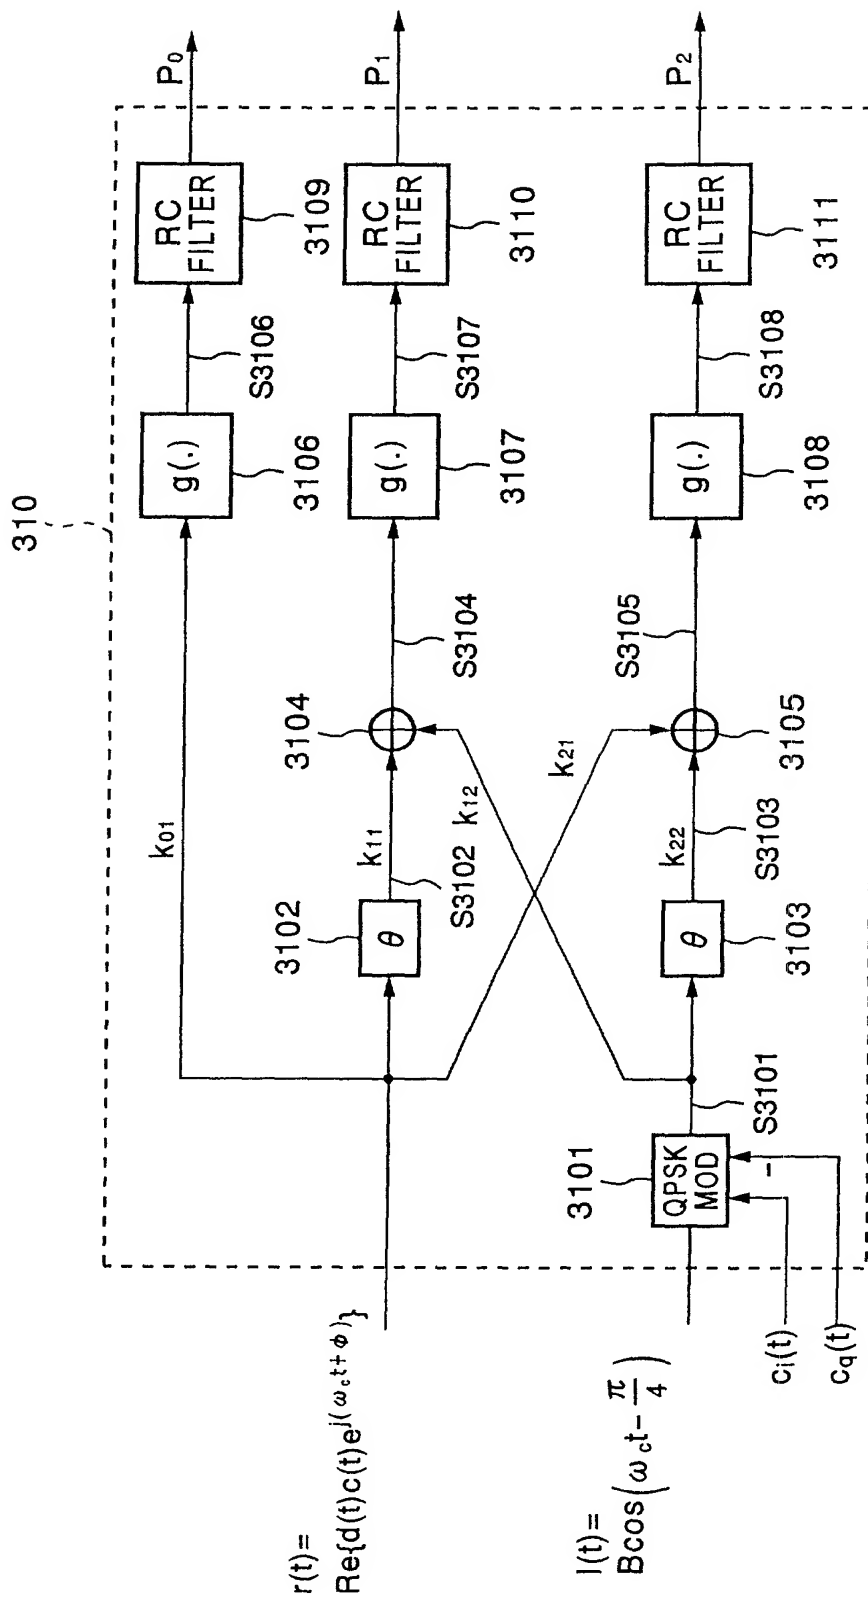 310
k01
g(.)
3106
S3106
RC
FILTER
3109
P0
r(t)=
Re{d(t)c(t)e^j(ωct+φ)}
3102
θ
k11
S3102
3104
S3104
g(.)
3107
S3107
RC
FILTER
3110
P1
k12
k21
l(t)=
Bcos(ωct-π/4)
3101
QPSK
MOD
-
ci(t)
cq(t)
S3101
θ
3103
k22
S3103
3105
S3105
g(.)
3108
S3108
RC
FILTER
3111
P2